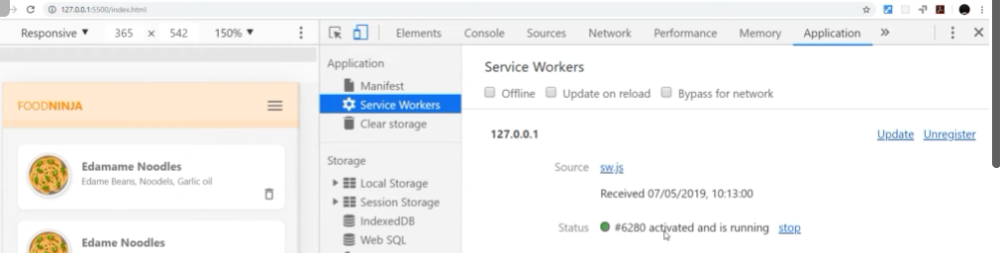 127.0.0.1:5500/index.html
Responsive ▼ 365 × 542 150% ▼
Elements Console Sources Network Performance Memory Application »
FOODNINJA
Edamame Noodles
Edame Beans, Noodels, Garlic oil
Edame Noodles
Application
Manifest
Service Workers
Clear storage
Storage
Local Storage
Session Storage
IndexedDB
Web SQL
Service Workers
Offline Update on reload Bypass for network
127.0.0.1 Update Unregister
Source sw.js
Received 07/05/2019, 10:13:00
Status #6280 activated and is running stop